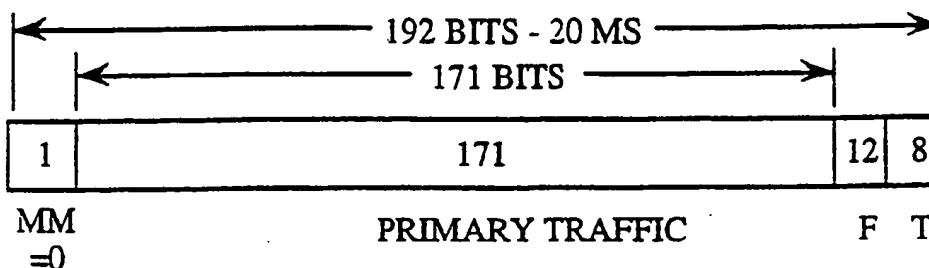 192 BITS - 20 MS
171 BITS
1 171 12 8
MM PRIMARY TRAFFIC F T
=0